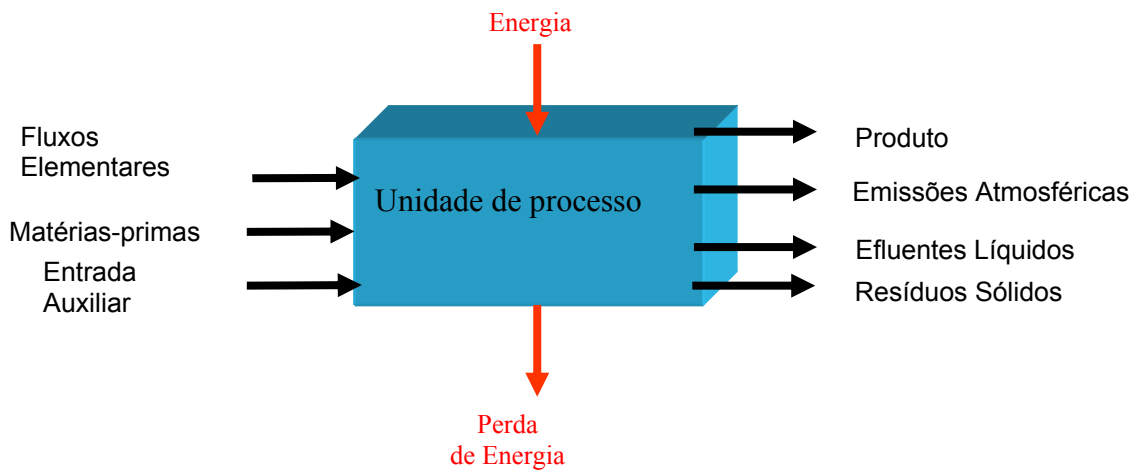 Energia
Fluxos
Elementares
Matérias-primas
Entrada
Auxiliar
Unidade de processo
Produto
Emissões Atmosféricas
Efluentes Líquidos
Resíduos Sólidos
Perda
de Energia